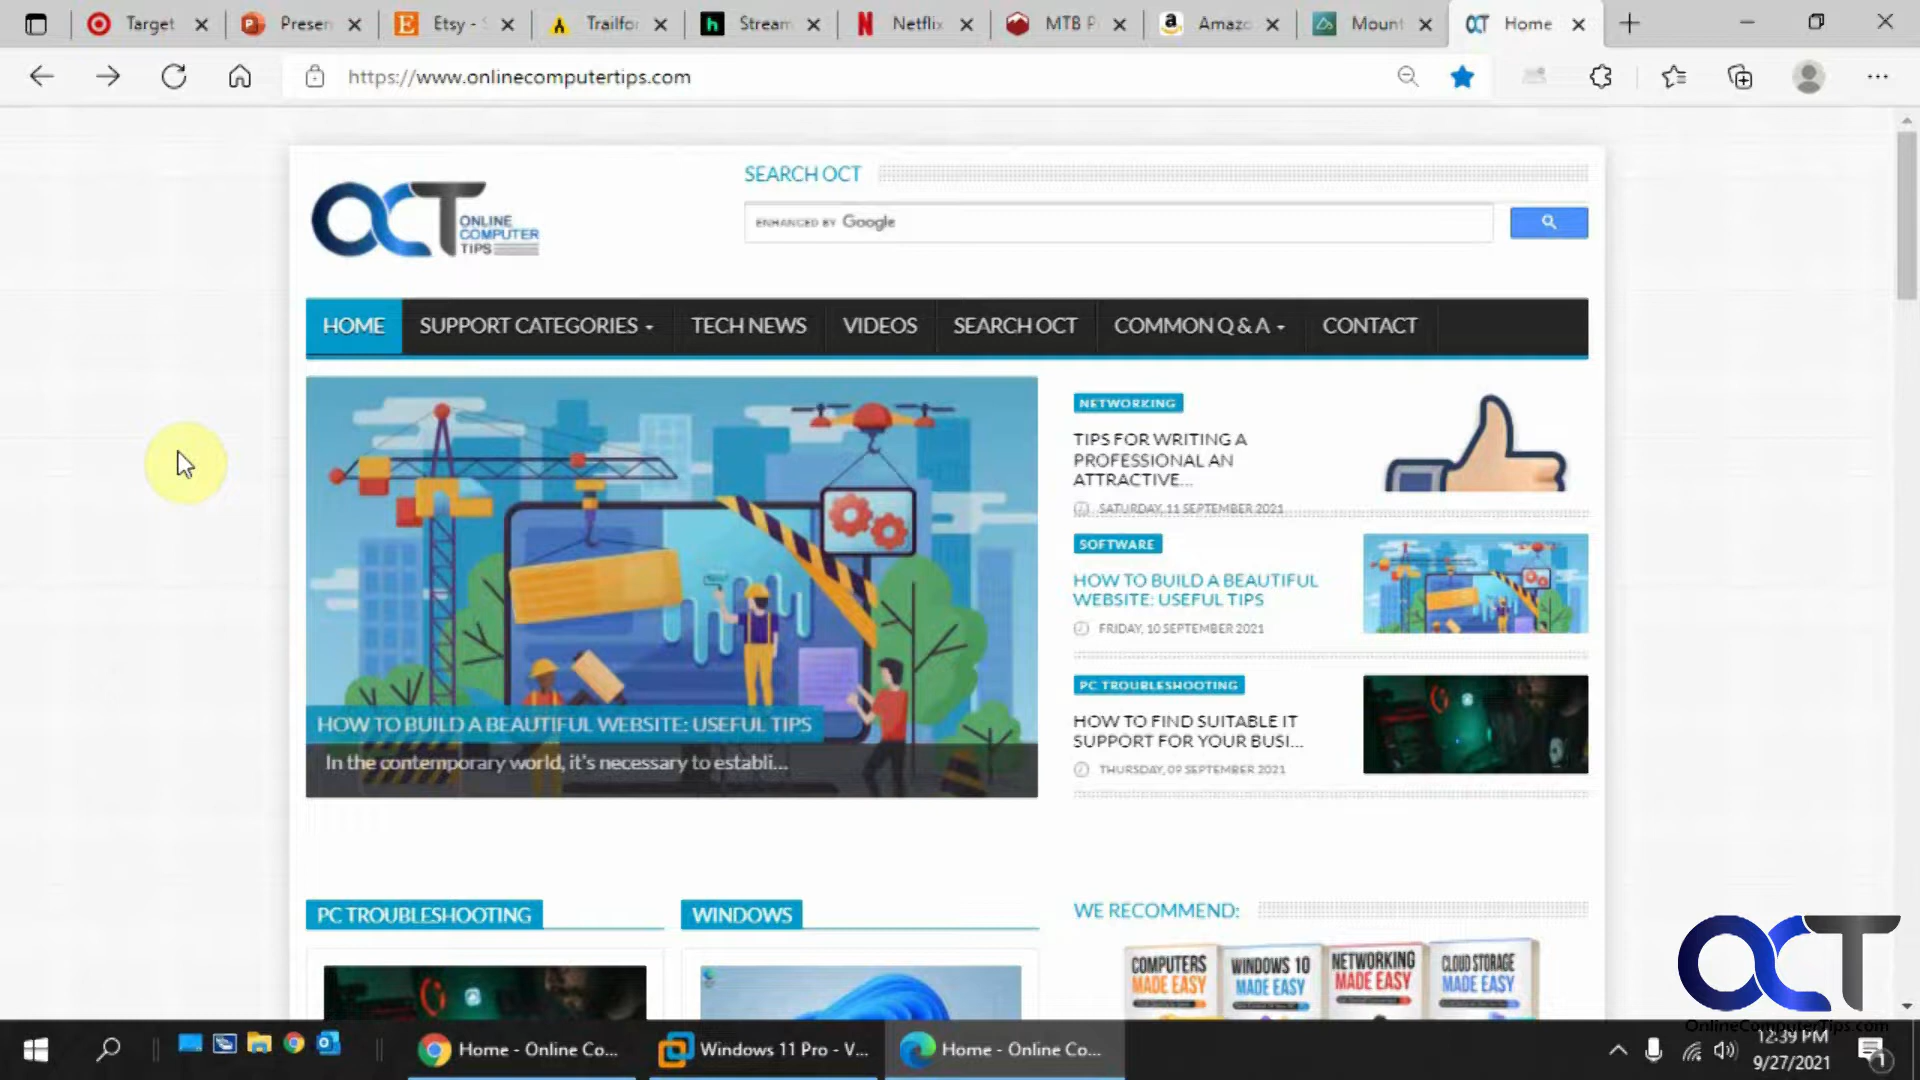 Target
Presen
Etsy - S
Trailfor
Stream
Netflix
MTB P
Amazo
Mount
Home
https://www.onlinecomputertips.com
OCT ONLINE
COMPUTER
TIPS
SEARCH OCT
ENHANCED BY Google
HOME
SUPPORT CATEGORIES
TECH NEWS
VIDEOS
SEARCH OCT
COMMON Q & A
CONTACT
HOW TO BUILD A BEAUTIFUL WEBSITE: USEFUL TIPS
In the contemporary world, it's necessary to establi...
NETWORKING
TIPS FOR WRITING A
PROFESSIONAL AN
ATTRACTIVE...
SATURDAY, 11 SEPTEMBER 2021
SOFTWARE
HOW TO BUILD A BEAUTIFUL
WEBSITE: USEFUL TIPS
FRIDAY, 10 SEPTEMBER 2021
PC TROUBLESHOOTING
HOW TO FIND SUITABLE IT
SUPPORT FOR YOUR BUSI...
THURSDAY, 09 SEPTEMBER 2021
PC TROUBLESHOOTING
WINDOWS
WE RECOMMEND:
COMPUTERS
MADE EASY
WINDOWS 10
MADE EASY
NETWORKING
MADE EASY
CLOUD STORAGE
MADE EASY
OCT
OnlineComputerTips.com
Home - Online Co...
Windows 11 Pro - V...
Home - Online Co...
12:39 PM
9/27/2021
1